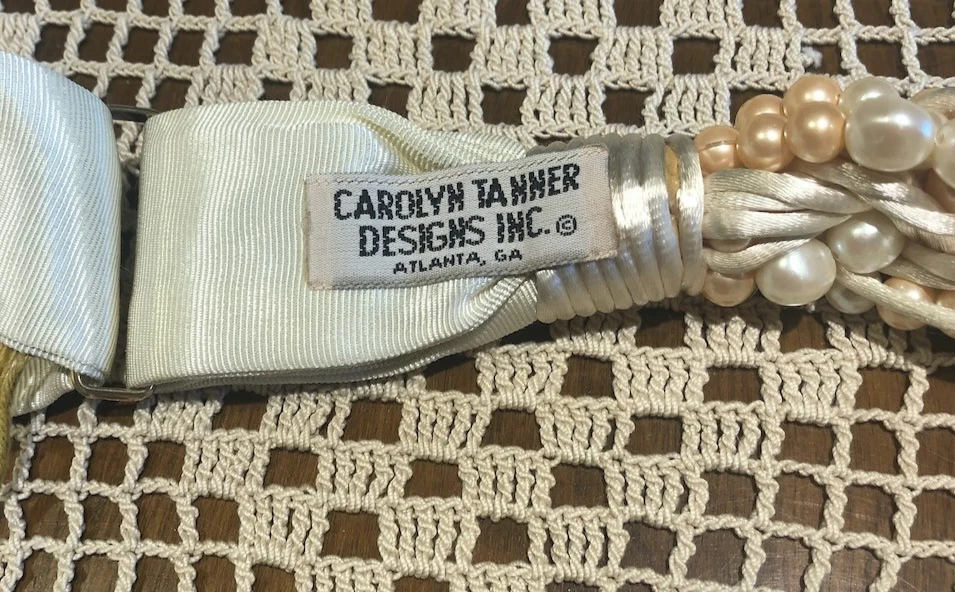 CAROLYN TANNER
DESIGNS INC. ©
ATLANTA, GA